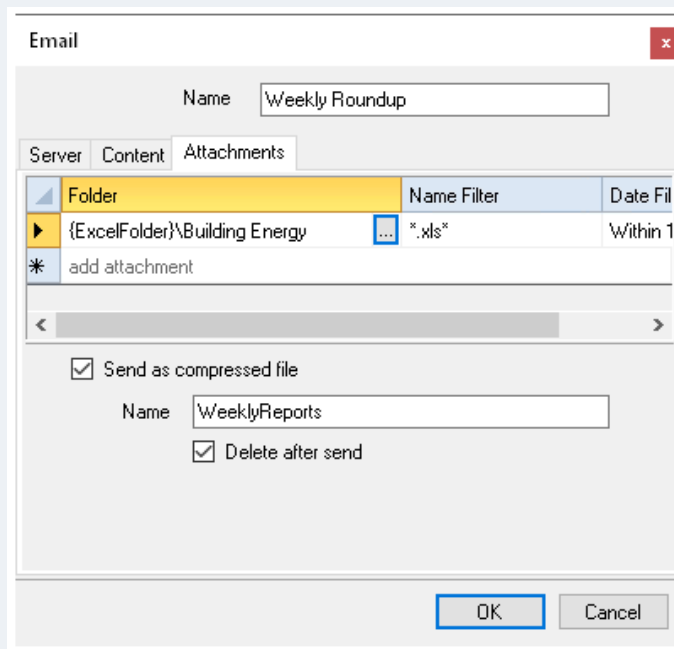 Email
x
Name Weekly Roundup
Server Content Attachments
Folder Name Filter Date Fil
{ExcelFolder}\Building Energy ... *.xls* Within 1
* add attachment
Send as compressed file
Name WeeklyReports
Delete after send
OK Cancel